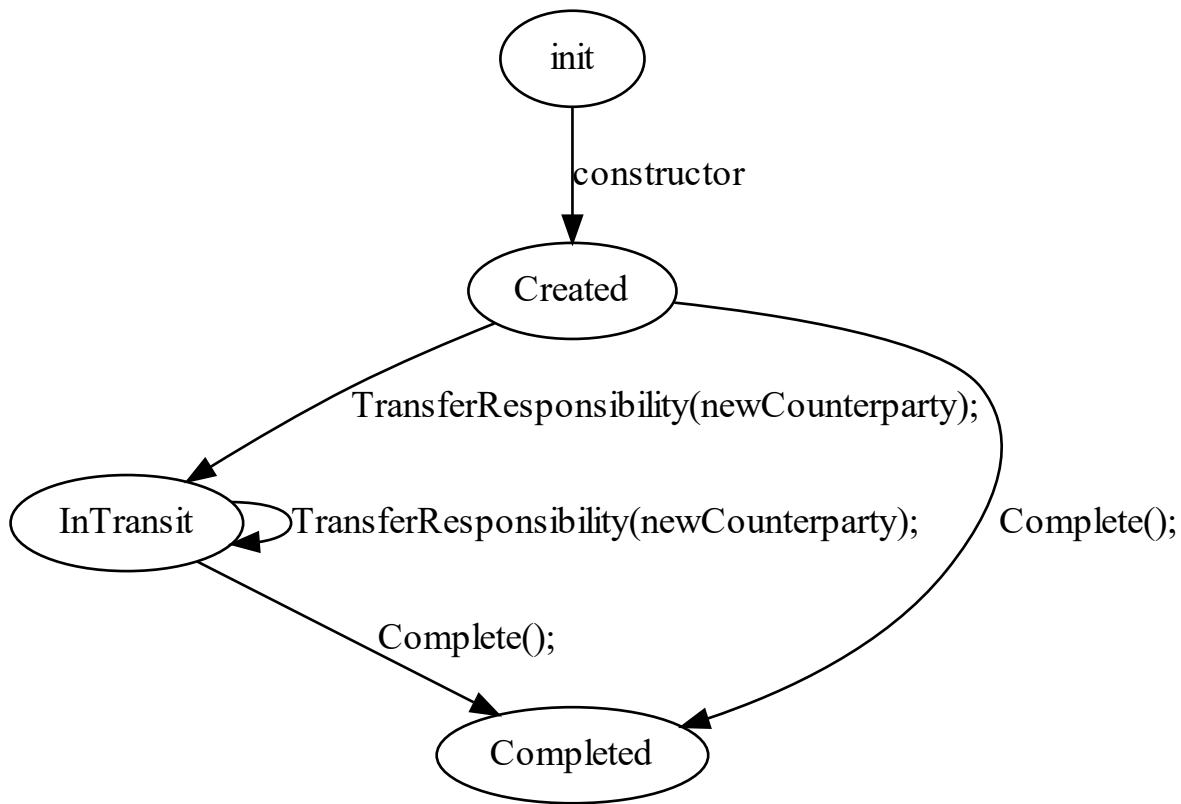 init
constructor
Created
TransferResponsibility(newCounterparty);
InTransit
TransferResponsibility(newCounterparty);
Complete();
Complete();
Completed